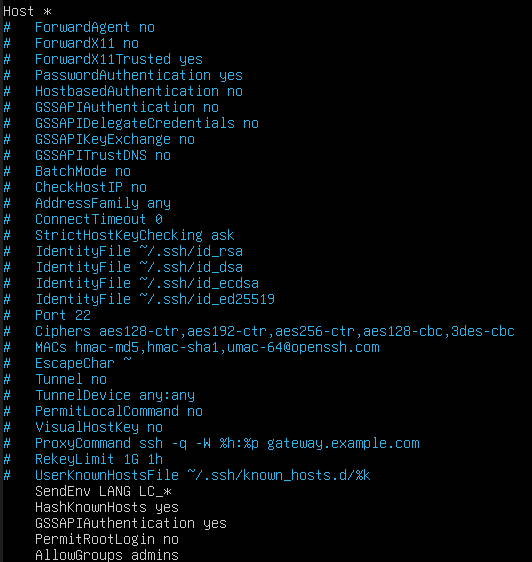 Host *
#   ForwardAgent no
#   ForwardX11 no
#   ForwardX11Trusted yes
#   PasswordAuthentication yes
#   HostbasedAuthentication no
#   GSSAPIAuthentication no
#   GSSAPIDelegateCredentials no
#   GSSAPIKeyExchange no
#   GSSAPITrustDNS no
#   BatchMode no
#   CheckHostIP no
#   AddressFamily any
#   ConnectTimeout 0
#   StrictHostKeyChecking ask
#   IdentityFile ~/.ssh/id_rsa
#   IdentityFile ~/.ssh/id_dsa
#   IdentityFile ~/.ssh/id_ecdsa
#   IdentityFile ~/.ssh/id_ed25519
#   Port 22
#   Ciphers aes128-ctr,aes192-ctr,aes256-ctr,aes128-cbc,3des-cbc
#   MACs hmac-md5,hmac-sha1,umac-64@openssh.com
#   EscapeChar ~
#   Tunnel no
#   TunnelDevice any:any
#   PermitLocalCommand no
#   VisualHostKey no
#   ProxyCommand ssh -q -W %h:%p gateway.example.com
#   RekeyLimit 1G 1h
#   UserKnownHostsFile ~/.ssh/known_hosts.d/%k
    SendEnv LANG LC_*
    HashKnownHosts yes
    GSSAPIAuthentication yes
    PermitRootLogin no
    AllowGroups admins